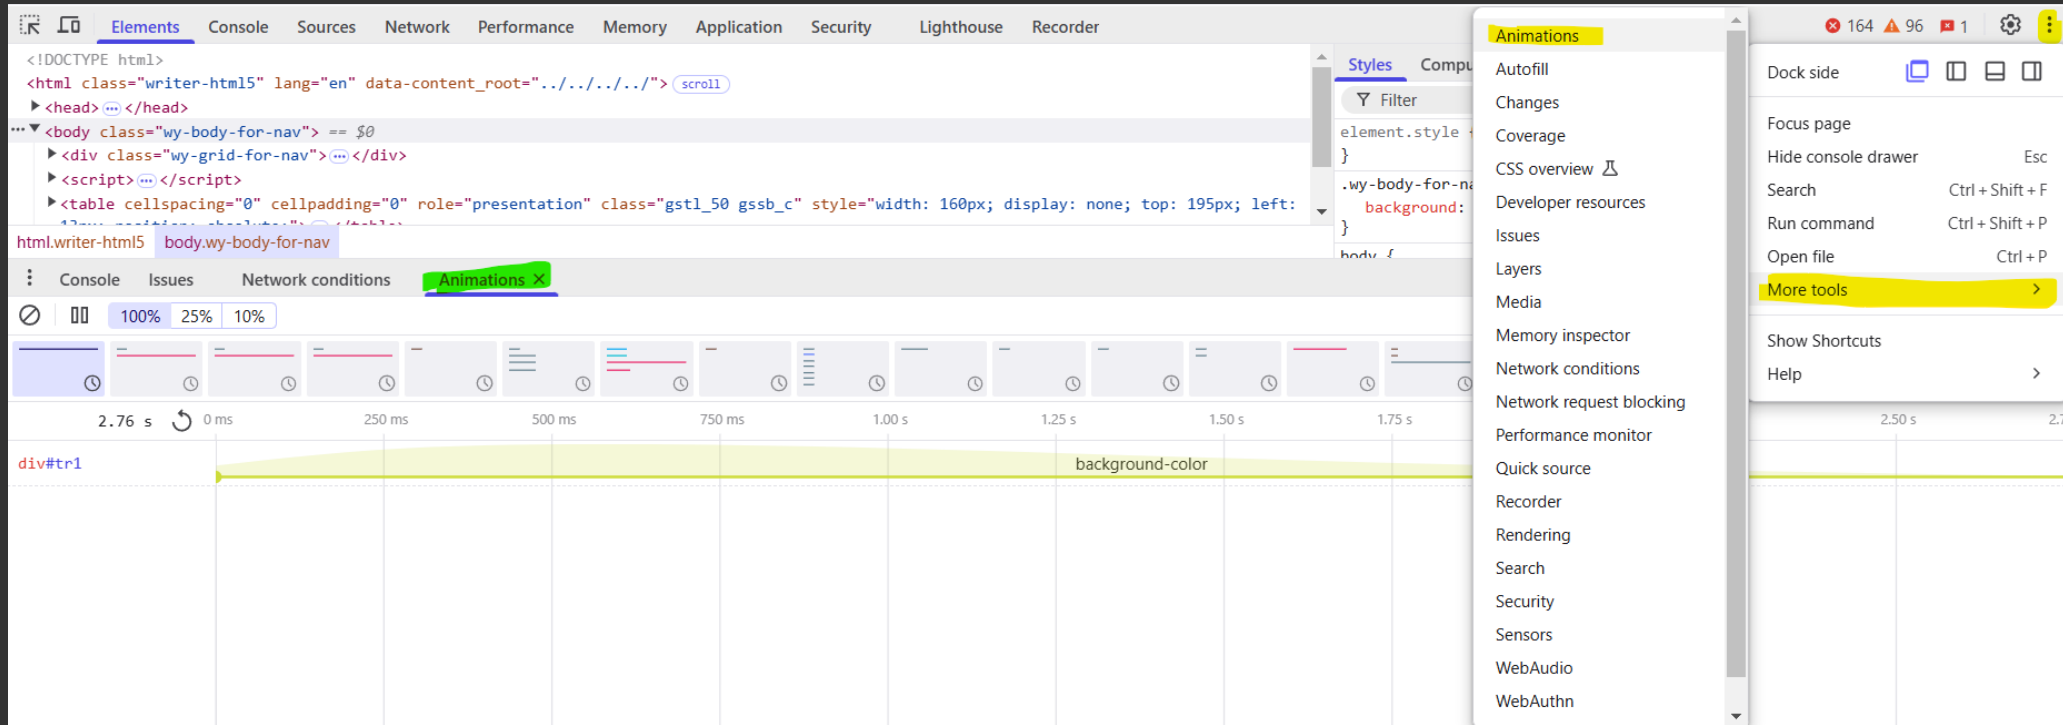 Elements Console Sources Network Performance Memory Application Security Lighthouse Recorder
164 96 1
<!DOCTYPE html>
<html class="writer-html5" lang="en" data-content_root="../../../../"> scroll
<head> ··· </head>
··· <body class="wy-body-for-nav"> == $0
<div class="wy-grid-for-nav"> ··· </div>
<script> ··· </script>
<table cellspacing="0" cellpadding="0" role="presentation" class="gstl_50 gssb_c" style="width: 160px; display: none; top: 195px; left:
html.writer-html5 body.wy-body-for-nav
Styles Compu
Filter
element.style {
}
.wy-body-for-na
background:
}
body {
Console Issues Network conditions Animations ×
100% 25% 10%
2.76 s 0 ms 250 ms 500 ms 750 ms 1.00 s 1.25 s 1.50 s 1.75 s 2.50 s 2.7
div#tr1
background-color
Animations
Autofill
Changes
Coverage
CSS overview
Developer resources
Issues
Layers
Media
Memory inspector
Network conditions
Network request blocking
Performance monitor
Quick source
Recorder
Rendering
Search
Security
Sensors
WebAudio
WebAuthn
Dock side
Focus page
Hide console drawer Esc
Search Ctrl + Shift + F
Run command Ctrl + Shift + P
Open file Ctrl + P
More tools
Show Shortcuts
Help